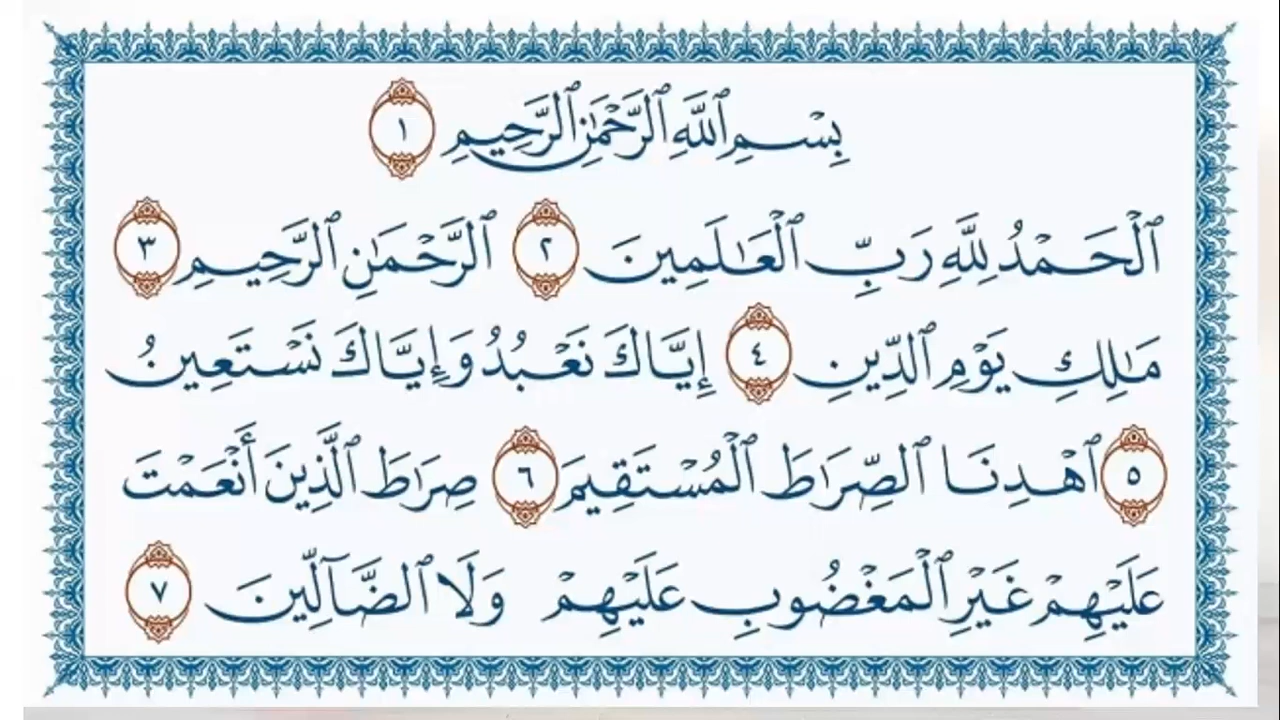 بِسْمِ ٱللَّهِ ٱلرَّحْمَٰنِ ٱلرَّحِيمِ ١
ٱلْحَمْدُ لِلَّهِ رَبِّ ٱلْعَٰلَمِينَ ٢ ٱلرَّحْمَٰنِ ٱلرَّحِيمِ ٣
مَٰلِكِ يَوْمِ ٱلدِّينِ ٤ إِيَّاكَ نَعْبُدُ وَإِيَّاكَ نَسْتَعِينُ
٥ ٱهْدِنَا ٱلصِّرَٰطَ ٱلْمُسْتَقِيمَ ٦ صِرَٰطَ ٱلَّذِينَ أَنْعَمْتَ
عَلَيْهِمْ غَيْرِ ٱلْمَغْضُوبِ عَلَيْهِمْ وَلَا ٱلضَّآلِّينَ ٧